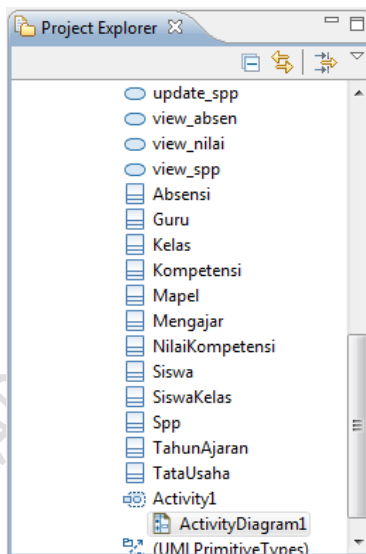 Project Explorer
update_spp
view_absen
view_nilai
view_spp
Absensi
Guru
Kelas
Kompetensi
Mapel
Mengajar
NilaiKompetensi
Siswa
SiswaKelas
Spp
TahunAjaran
TataUsaha
Activity1
ActivityDiagram1
(UMLPrimitiveTypes)